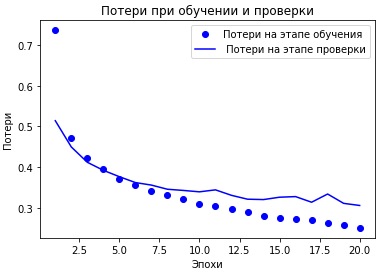 Потери при обучении и проверки
Потери на этапе обучения
Потери на этапе проверки
Потери
0.7
0.6
0.5
0.4
0.3
2.5 5.0 7.5 10.0 12.5 15.0 17.5 20.0
Эпохи